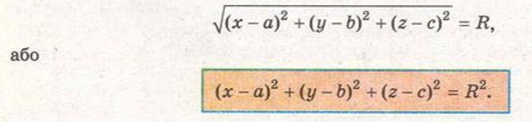 √((x – a)² + (y – b)² + (z – c)²) = R,
або
(x – a)² + (y – b)² + (z – c)² = R².